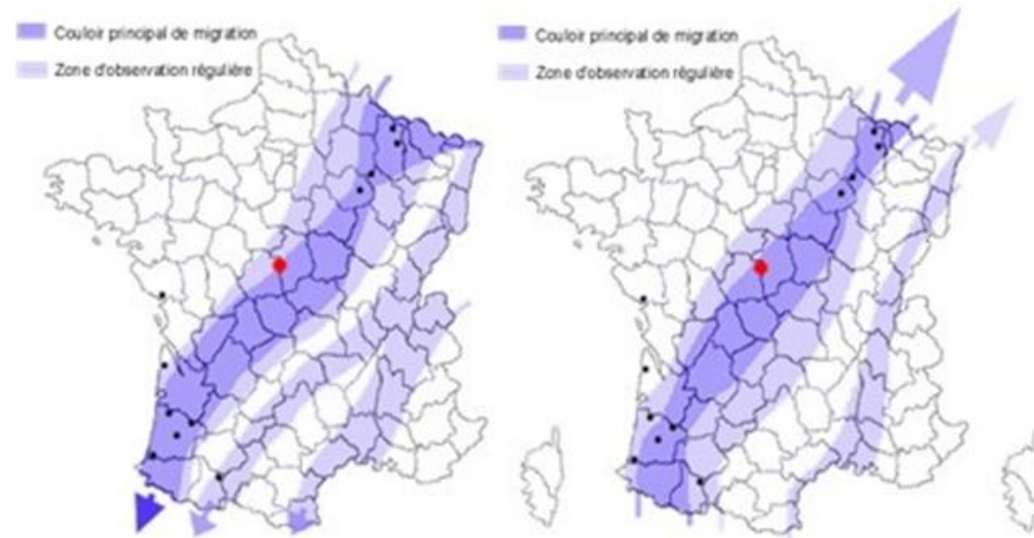 Couloir principal de migration
Zone d'observation régulière
Couloir principal de migration
Zone d'observation régulière